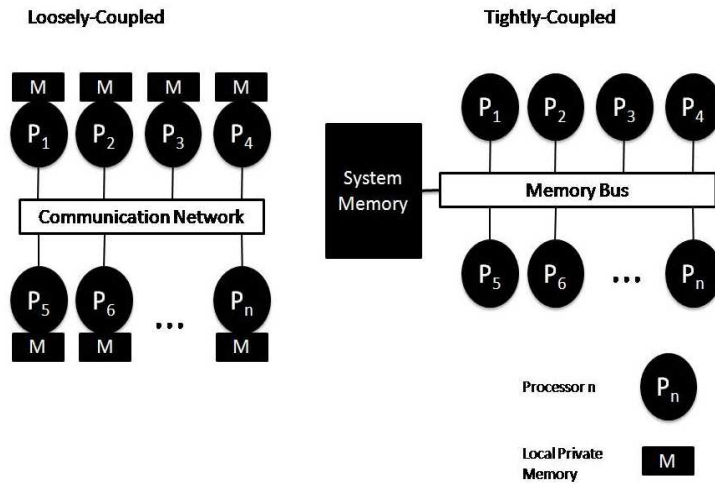 Loosely-Coupled
Tightly-Coupled
M M M M
P1 P2 P3 P4
Communication Network
P5 P6 ... Pn
M M M
P1 P2 P3 P4
System
Memory
Memory Bus
P5 P6 ... Pn
Processor n
Pn
Local Private
Memory
M